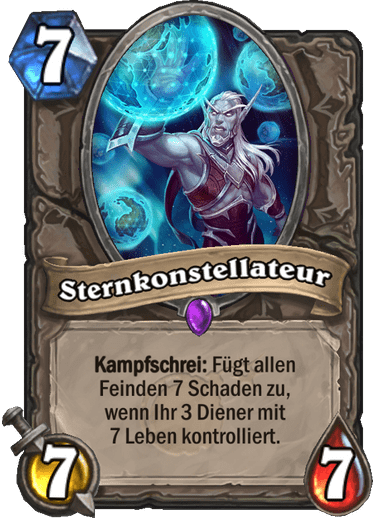 7
Sternkonstellateur
Kampfschrei: Fügt allen
Feinden 7 Schaden zu,
wenn Ihr 3 Diener mit
7 Leben kontrolliert.
7
7